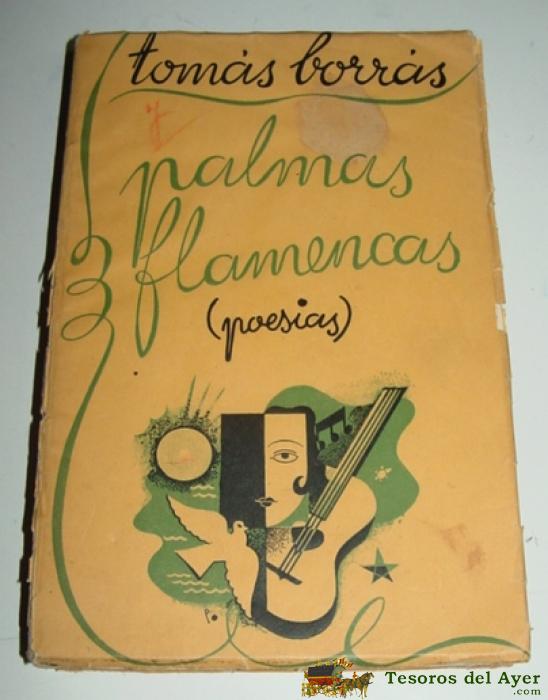 tomás borrás
palmas
flamencas
(poesias)
Tesoros del Ayer
.com